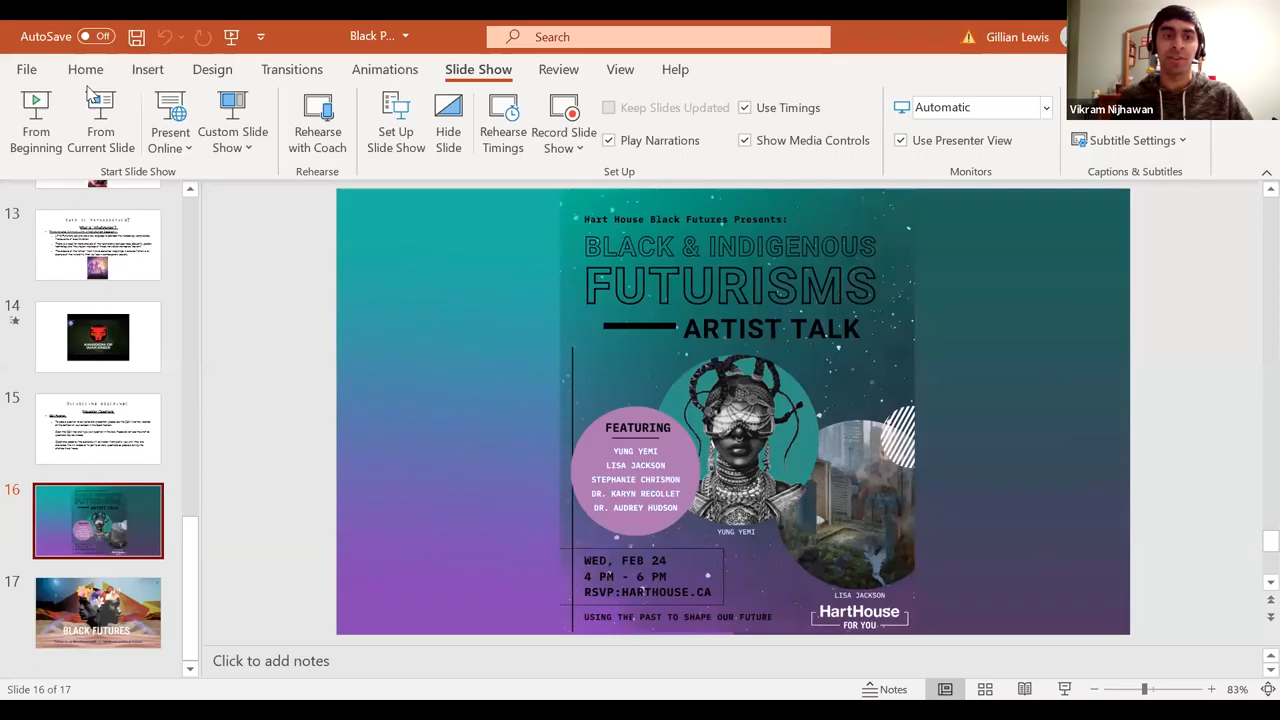 AutoSave Off
Black P...
Search
Gillian Lewis
File Home Insert Design Transitions Animations Slide Show Review View Help
From Beginning
From Current Slide
Present Online
Custom Slide Show
Start Slide Show
Rehearse with Coach
Rehearse
Set Up Slide Show
Hide Slide
Rehearse Timings
Record Slide Show
Keep Slides Updated
Use Timings
Play Narrations
Show Media Controls
Set Up
Automatic
Use Presenter View
Monitors
Subtitle Settings
Captions & Subtitles
Vikram Nijhawan
13
14
15
16
17
BLACK FUTURES
Hart House Black Futures Presents:
BLACK & INDIGENOUS
FUTURISMS
ARTIST TALK
FEATURING
YUNG YEMI
LISA JACKSON
STEPHANIE CHRISMON
DR. KARYN RECOLLET
DR. AUDREY HUDSON
YUNG YEMI
WED, FEB 24
4 PM - 6 PM
RSVP:HARTHOUSE.CA
USING THE PAST TO SHAPE OUR FUTURE
LISA JACKSON
HartHouse
FOR YOU
Click to add notes
Slide 16 of 17
Notes
83%